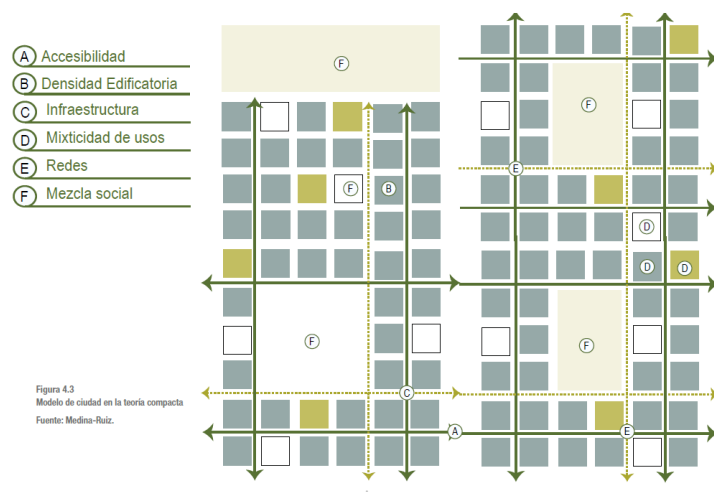 A Accesibilidad
B Densidad Edificatoria
C Infraestructura
D Mixticidad de usos
E Redes
F Mezcla social
F
F
F
B
E
D
D
D
F
F
C
A
E
Figura 4.3
Modelo de ciudad en la teoría compacta
Fuente: Medina-Ruiz.